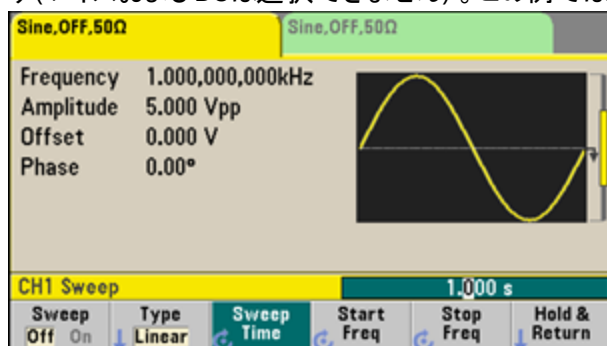 Sine,OFF,50Ω
Sine,OFF,50Ω
Frequency 1.000,000,000kHz
Amplitude 5.000 Vpp
Offset 0.000 V
Phase 0.00°
CH1 Sweep 1.000 s
Sweep Off On
Type Linear
Sweep Time
Start Freq
Stop Freq
Hold & Return